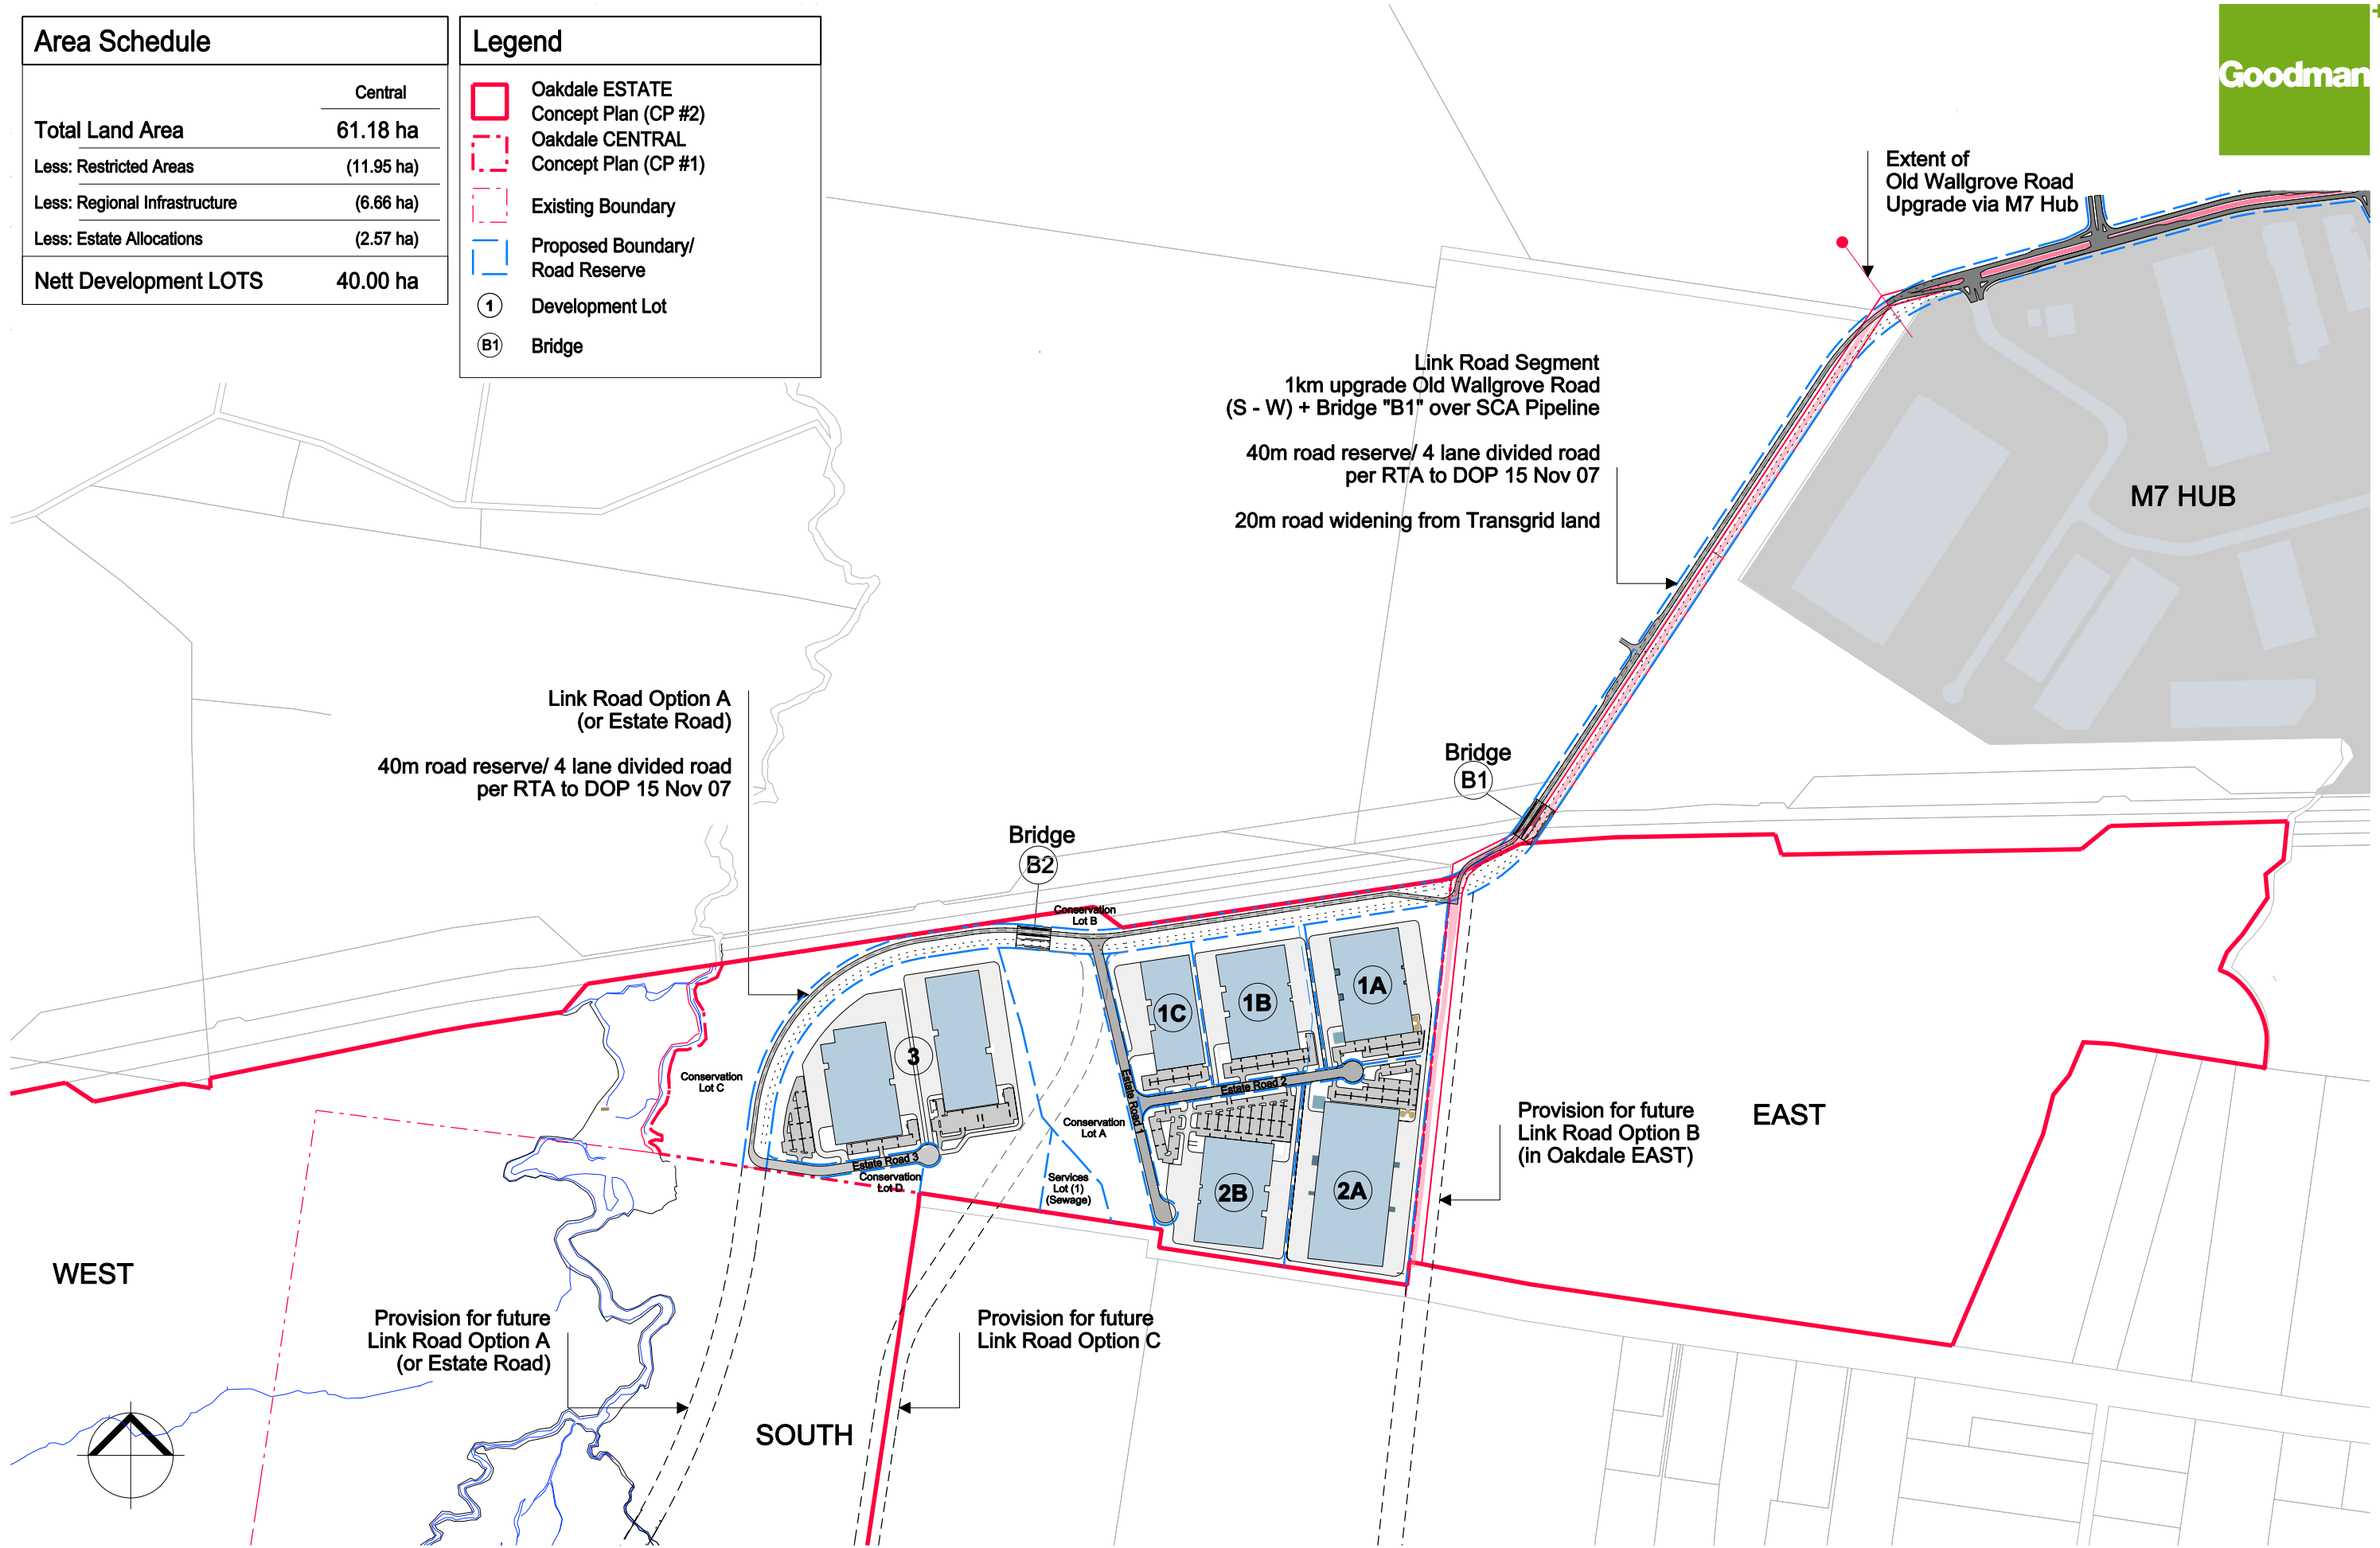 Area Schedule
Central
Total Land Area 61.18 ha
Less: Restricted Areas (11.95 ha)
Less: Regional Infrastructure (6.66 ha)
Less: Estate Allocations (2.57 ha)
Nett Development LOTS 40.00 ha
Legend
Oakdale ESTATE
Concept Plan (CP #2)
Oakdale CENTRAL
Concept Plan (CP #1)
Existing Boundary
Proposed Boundary/
Road Reserve
1 Development Lot
B1 Bridge
Goodman
Extent of
Old Wallgrove Road
Upgrade via M7 Hub
Link Road Segment
1km upgrade Old Wallgrove Road
(S - W) + Bridge "B1" over SCA Pipeline
40m road reserve/ 4 lane divided road
per RTA to DOP 15 Nov 07
20m road widening from Transgrid land
M7 HUB
Link Road Option A
(or Estate Road)
40m road reserve/ 4 lane divided road
per RTA to DOP 15 Nov 07
Bridge
B1
Bridge
B2
Conservation
Lot B
1A
1B
1C
3
Conservation
Lot C
Estate Road 2
Estate Road 1
Conservation
Lot A
Provision for future
Link Road Option B
(in Oakdale EAST)
EAST
Estate Road 3
Conservation
Lot D
Services
Lot (1)
(Sewage)
2B
2A
WEST
Provision for future
Link Road Option A
(or Estate Road)
Provision for future
Link Road Option C
SOUTH